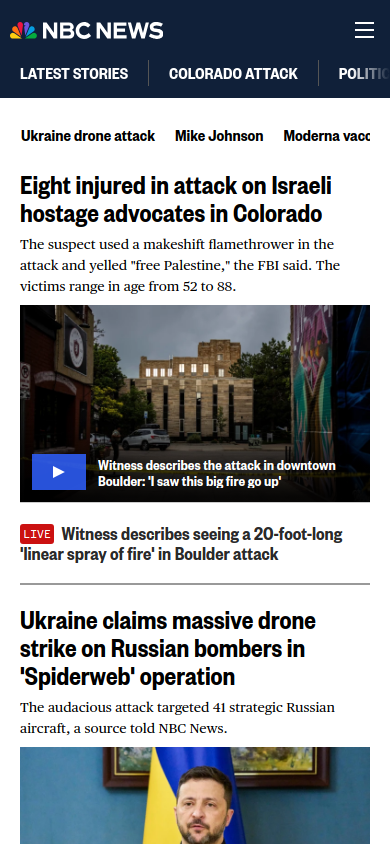 NBC NEWS
LATEST STORIES
COLORADO ATTACK
Ukraine drone attack
Mike Johnson
Moderna
Eight injured in attack on Israeli
hostage advocates in Colorado
The suspect used a makeshift flamethrower in the
attack and yelled "free Palestine," the FBI said. The
victims range in age from 52 to 88.
Witness describes the attack in downtown
Boulder: 'I saw this big fire go up'
LIVE Witness describes seeing a 20-foot-long
'linear spray of fire' in Boulder attack
Ukraine claims massive drone
strike on Russian bombers in
'Spiderweb' operation
The audacious attack targeted 41 strategic Russian
aircraft, a source told NBC News.